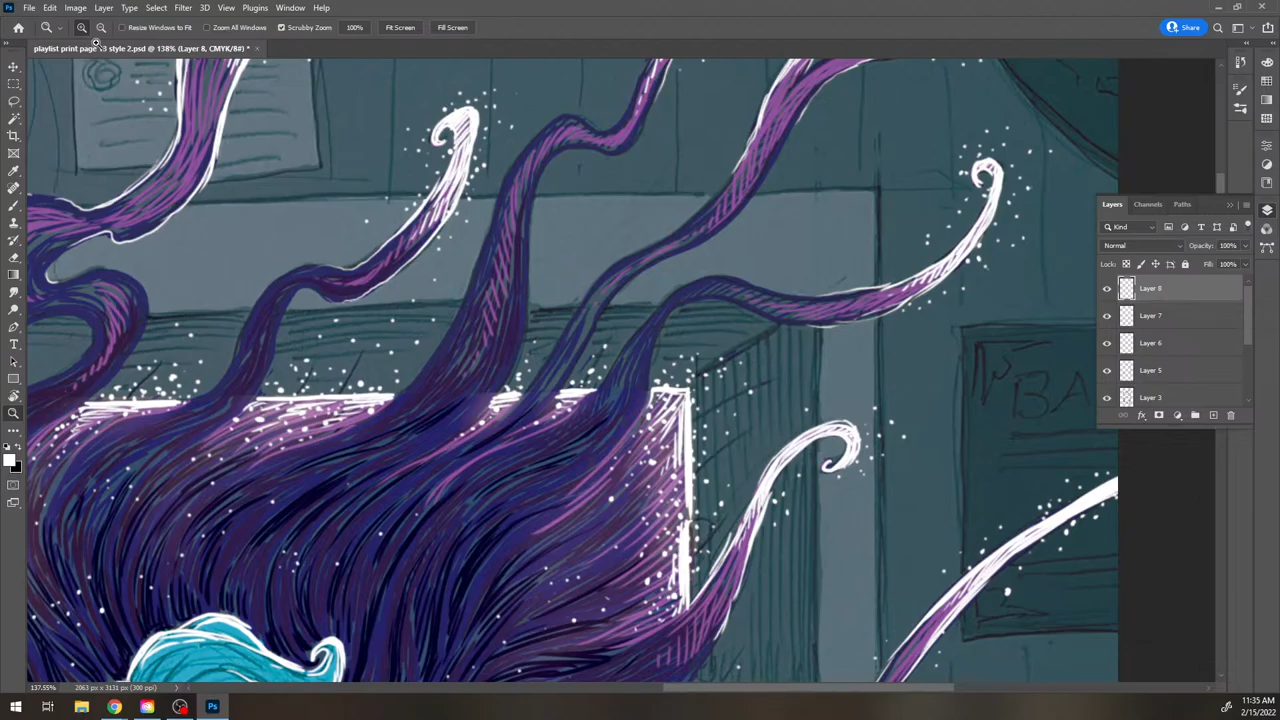 Ps File Edit Image Layer Type Select Filter 3D View Plugins Window Help
Resize Windows to Fit Zoom All Windows Scrubby Zoom 100% Fit Screen Fill Screen Share
3 style 2.psd @ 138% (Layer 8, CMYK/8#) *
playlist print page
Layers Channels Paths
Kind
Normal Opacity: 100%
Lock: Fill: 100%
Layer 8
Layer 7
Layer 6
Layer 5
Layer 3
BA
137.55% 2063 px x 3131 px (300 ppi)
Ps
11:35 AM
2/15/2022